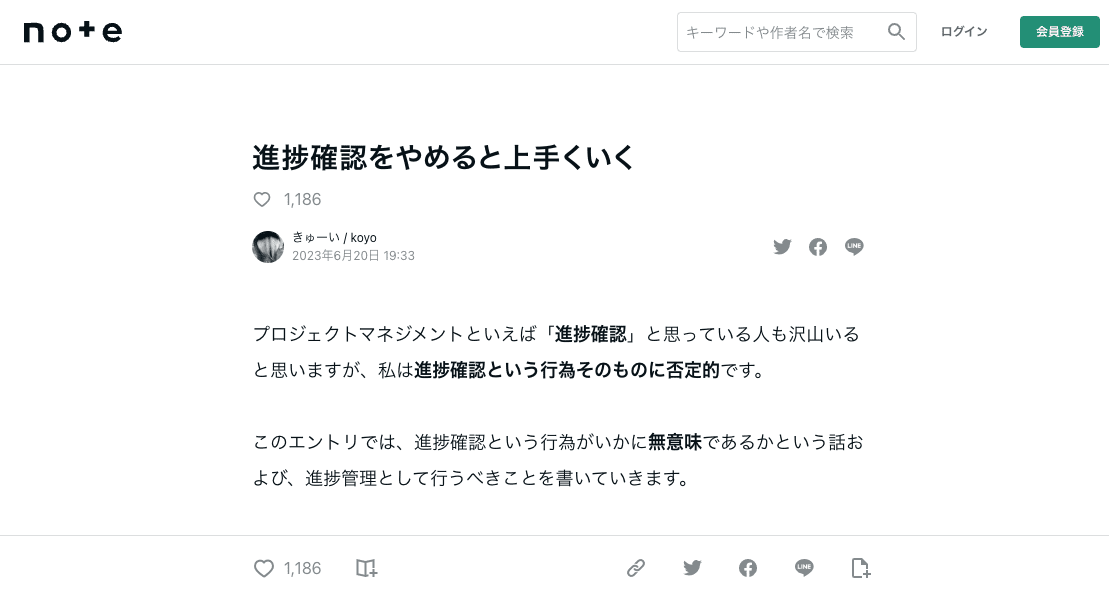 note
キーワードや作者名で検索
ログイン
会員登録
進捗確認をやめると上手くいく
1,186
きゅーい / koyo
2023年6月20日 19:33
LINE
プロジェクトマネジメントといえば「進捗確認」と思っている人も沢山いる
と思いますが、私は進捗確認という行為そのものに否定的です。
このエントリでは、進捗確認という行為がいかに無意味であるかという話お
よび、進捗管理として行うべきことを書いていきます。
1,186
LINE